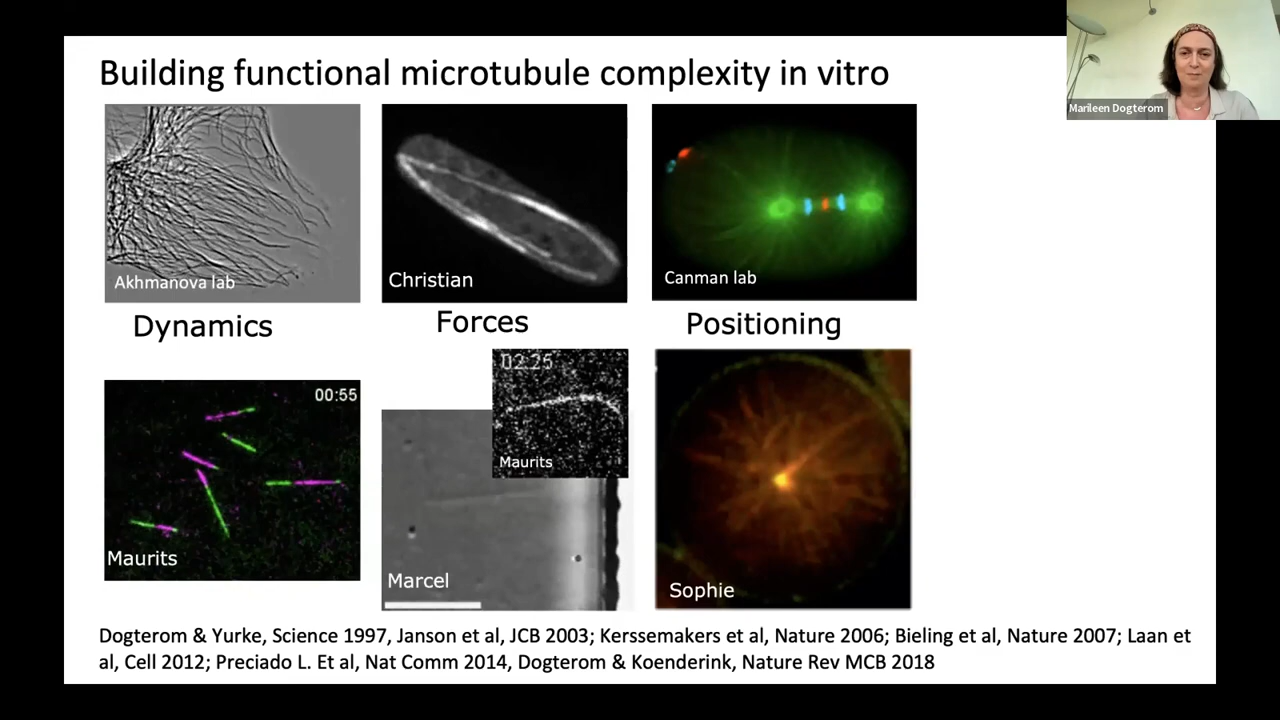 Building functional microtubule complexity in vitro
Marileen Dogterom
Akhmanova lab
Christian
Canman lab
Dynamics
Forces
Positioning
00:55
02:25
Maurits
Maurits
Marcel
Sophie
Dogterom & Yurke, Science 1997, Janson et al, JCB 2003; Kerssemakers et al, Nature 2006; Bieling et al, Nature 2007; Laan et
al, Cell 2012; Preciado L. Et al, Nat Comm 2014, Dogterom & Koenderink, Nature Rev MCB 2018